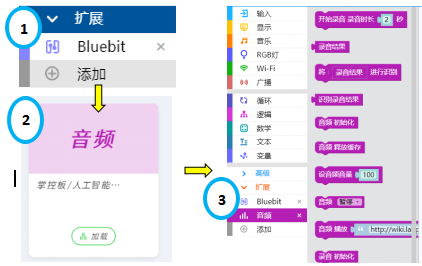 1
扩展
Bluebit ×
添加
2
音频
掌控板/人工智能…
加载
3
输入
显示
音乐
RGB灯
Wi-Fi
广播
循环
逻辑
数学
文本
变量
高级
扩展
Bluebit ×
音频 ×
添加
开始录音 录音时长 2 秒
录音结果
将 录音结果 进行识别
识别录音结果
音频 初始化
音频 释放缓存
设音频音量 100
音频 暂停
音频 播放 “ http://wiki.la
录音 初始化